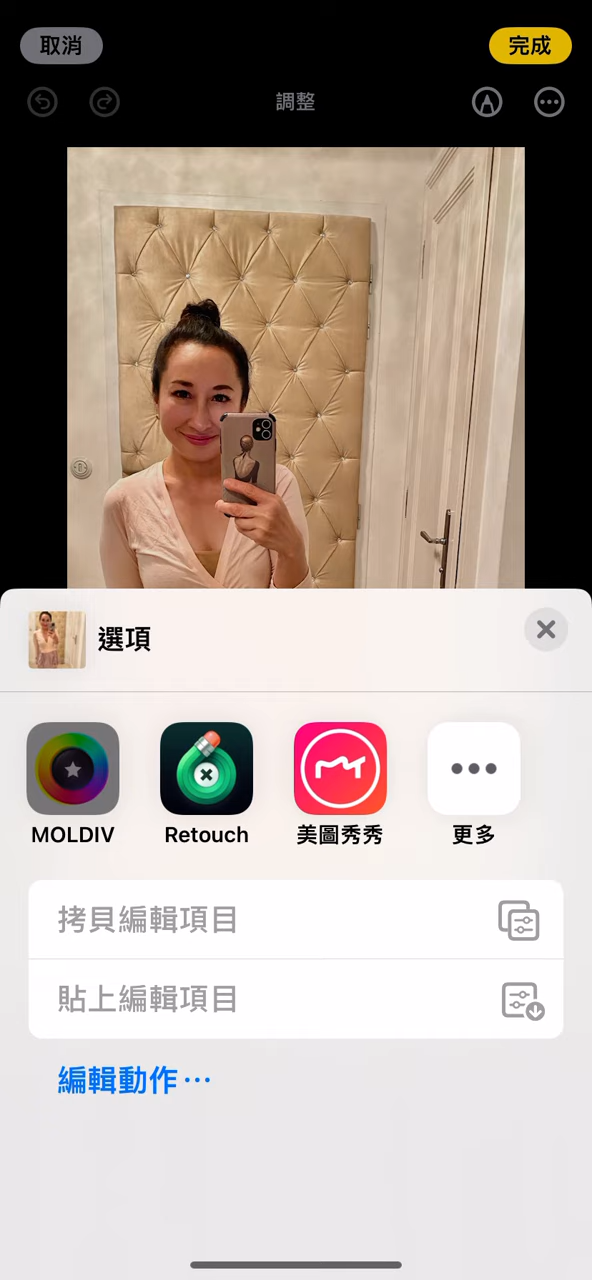 取消
完成
調整
選項
MOLDIV
Retouch
美圖秀秀
更多
拷貝編輯項目
貼上編輯項目
編輯動作⋯